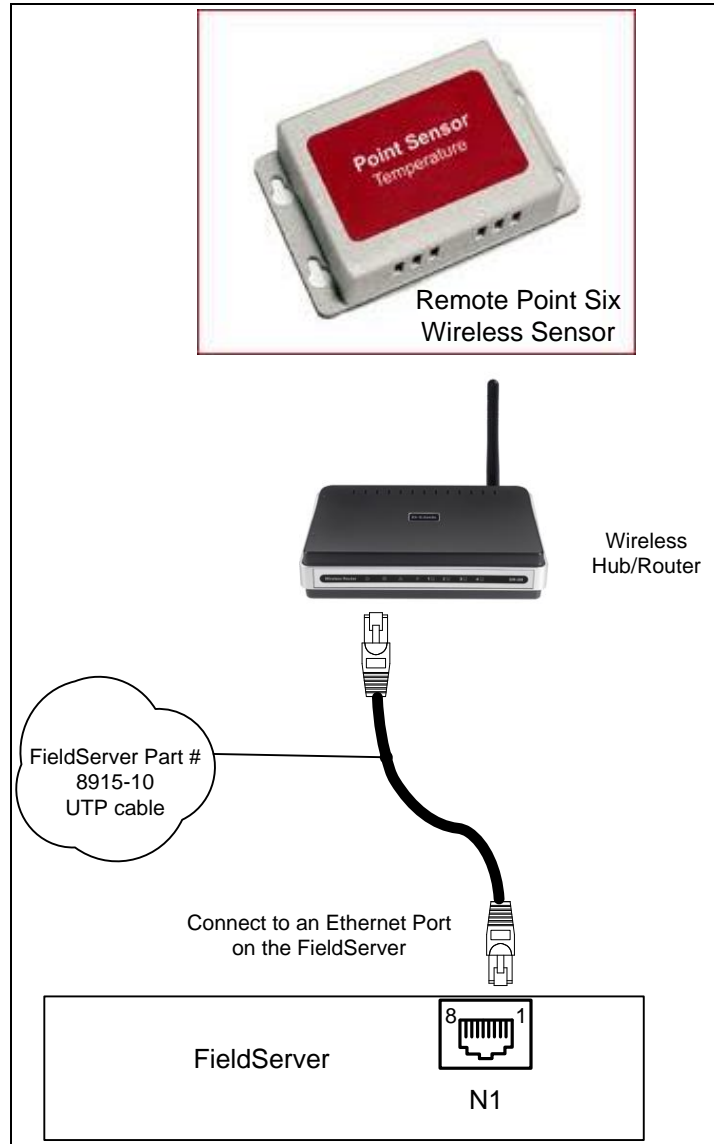 Point Sensor
Temperature
Remote Point Six
Wireless Sensor
Wireless
Hub/Router
FieldServer Part #
8915-10
UTP cable
Connect to an Ethernet Port
on the FieldServer
8 1
FieldServer
N1